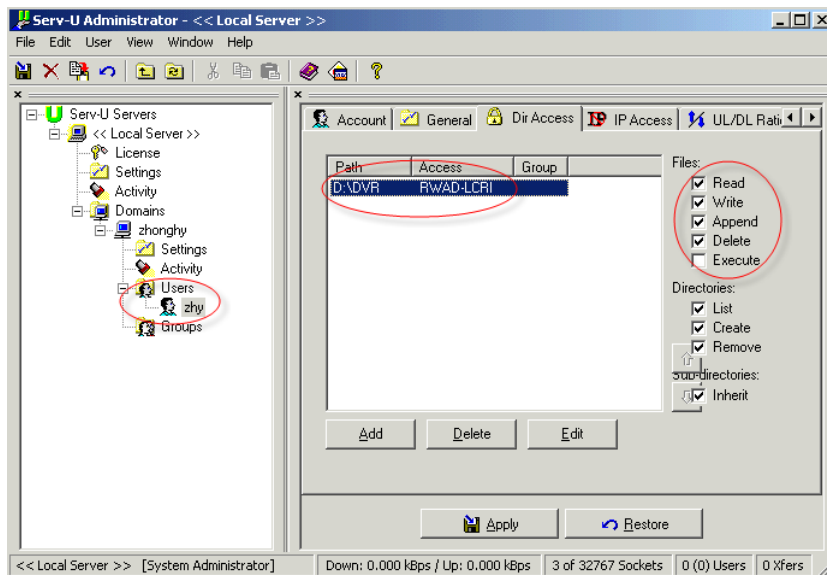 Serv-U Administrator - << Local Server >>
File Edit User View Window Help
Serv-U Servers
<< Local Server >>
License
Settings
Activity
Domains
zhonghy
Settings
Activity
Users
zhy
Groups
Account General Dir Access IP Access UL/DL Rati
Path Access Group
D:\DVR RWAD-LCRI
Files:
Read
Write
Append
Delete
Execute
Directories:
List
Create
Remove
Sub-directories:
Inherit
Add Delete Edit
Apply Restore
<< Local Server >> [System Administrator] Down: 0.000 kBps / Up: 0.000 kBps 3 of 32767 Sockets 0 (0) Users 0 Xfers